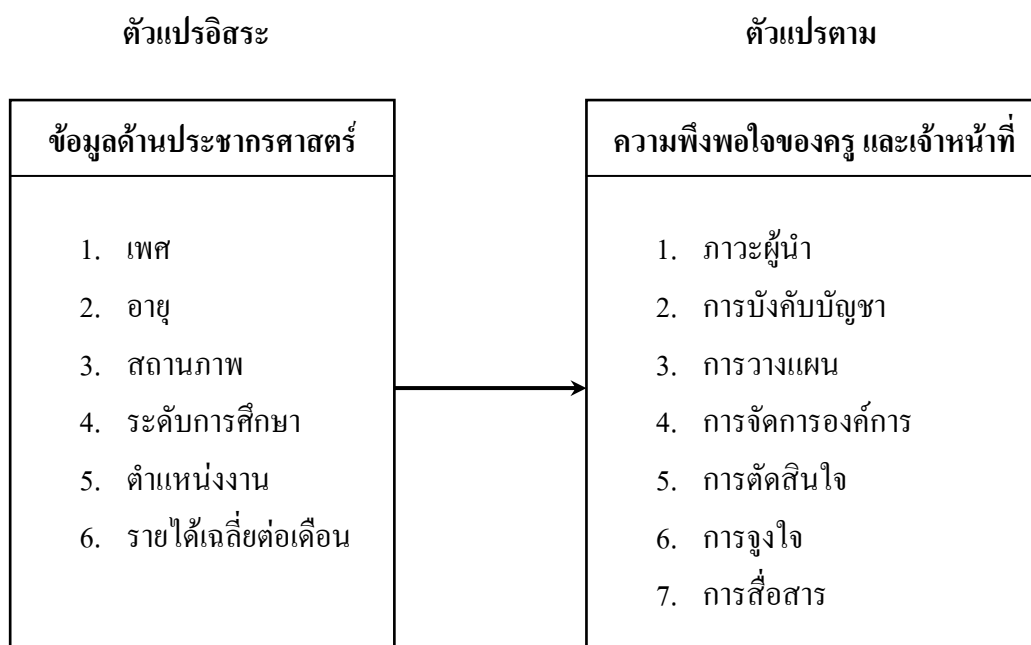 ตัวแปรอิสระ
ตัวแปรตาม
ข้อมูลด้านประชากรศาสตร์
1. เพศ
2. อายุ
3. สถานภาพ
4. ระดับการศึกษา
5. ตำแหน่งงาน
6. รายได้เฉลี่ยต่อเดือน
ความพึงพอใจของครู และเจ้าหน้าที่
1. ภาวะผู้นำ
2. การบังคับบัญชา
3. การวางแผน
4. การจัดการองค์การ
5. การตัดสินใจ
6. การจูงใจ
7. การสื่อสาร